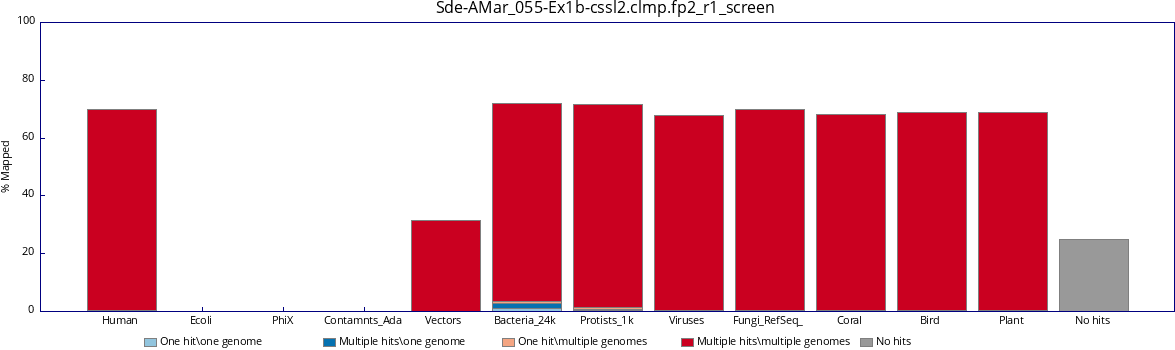 Sde-AMar_055-Ex1b-cssl2.clmp.fp2_r1_screen
100
80
60
40
20
0
% Mapped
Human Ecoli PhiX Contamnts_Ada Vectors Bacteria_24k Protists_1k Viruses Fungi_RefSeq_ Coral Bird Plant No hits
One hit\one genome Multiple hits\one genome One hit\multiple genomes Multiple hits\multiple genomes No hits